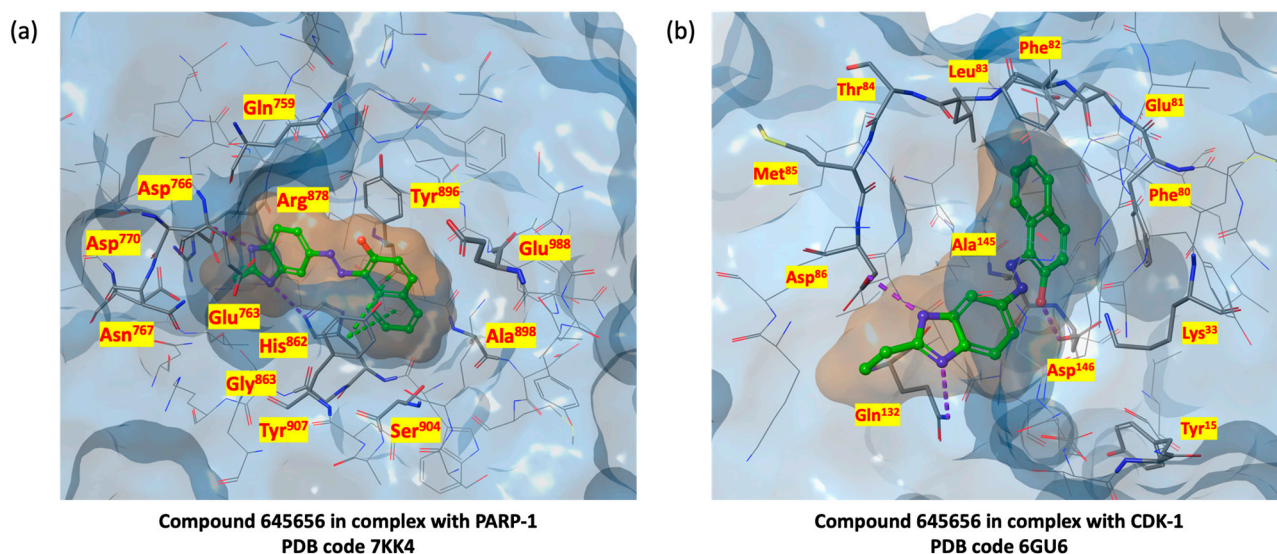 (a)
Gln759
Asp766
Arg878
Tyr896
Asp770
Glu988
Glu763
Asn767
His862
Ala898
Gly863
Tyr907
Ser904
Compound 645656 in complex with PARP-1
PDB code 7KK4
(b)
Phe82
Leu83
Thr84
Glu81
Met85
Phe80
Ala145
Asp86
Lys33
Asp146
Gln132
Tyr15
Compound 645656 in complex with CDK-1
PDB code 6GU6